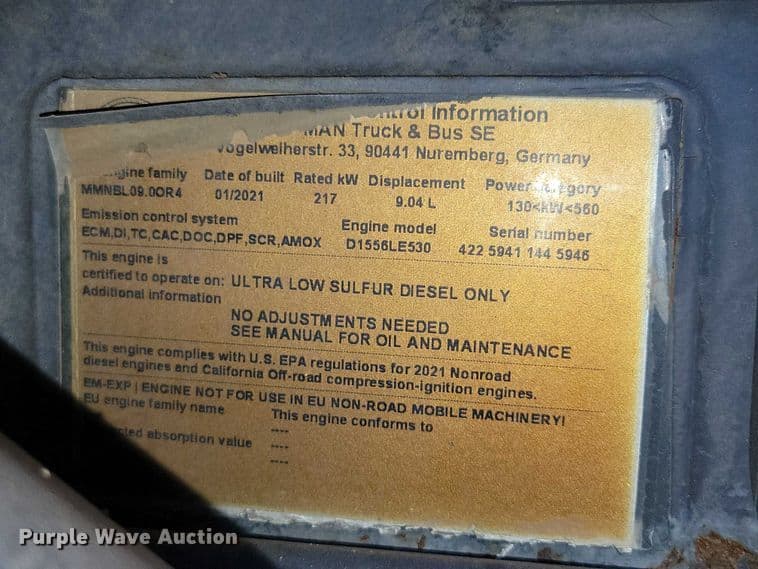 Information
MAN Truck & Bus SE
Vogelweiherstr. 33, 90441 Nuremberg, Germany
family Date of built Rated kW Displacement Power category
MMNBL09.0OR4 01/2021 217 9.04 L 130<kW<560
Emission control system Engine model Serial number
ECM,DI,TC,CAC,DOC,DPF,SCR,AMOX D1556LE530 422 5941 144 5946
This engine is
certified to operate on: ULTRA LOW SULFUR DIESEL ONLY
Additional information
NO ADJUSTMENTS NEEDED
SEE MANUAL FOR OIL AND MAINTENANCE
This engine complies with U.S. EPA regulations for 2021 Nonroad
diesel engines and California Off-road compression-ignition engines.
EM-EXP | ENGINE NOT FOR USE IN EU NON-ROAD MOBILE MACHINERY!
EU engine family name This engine conforms to
----
absorption value ----
----
Purple Wave Auction